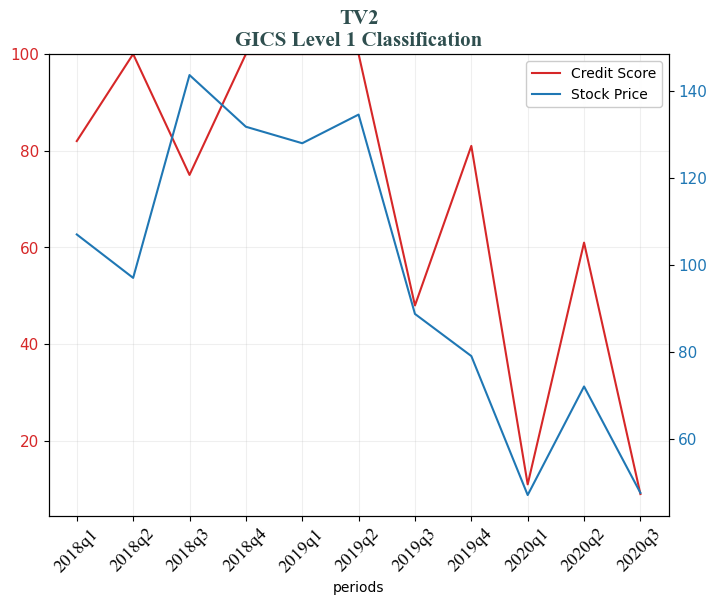 TV2
GICS Level 1 Classification
Credit Score
Stock Price
100
80
60
40
20
140
120
100
80
60
2018q1
2018q2
2018q3
2018q4
2019q1
2019q2
2019q3
2019q4
2020q1
2020q2
2020q3
periods